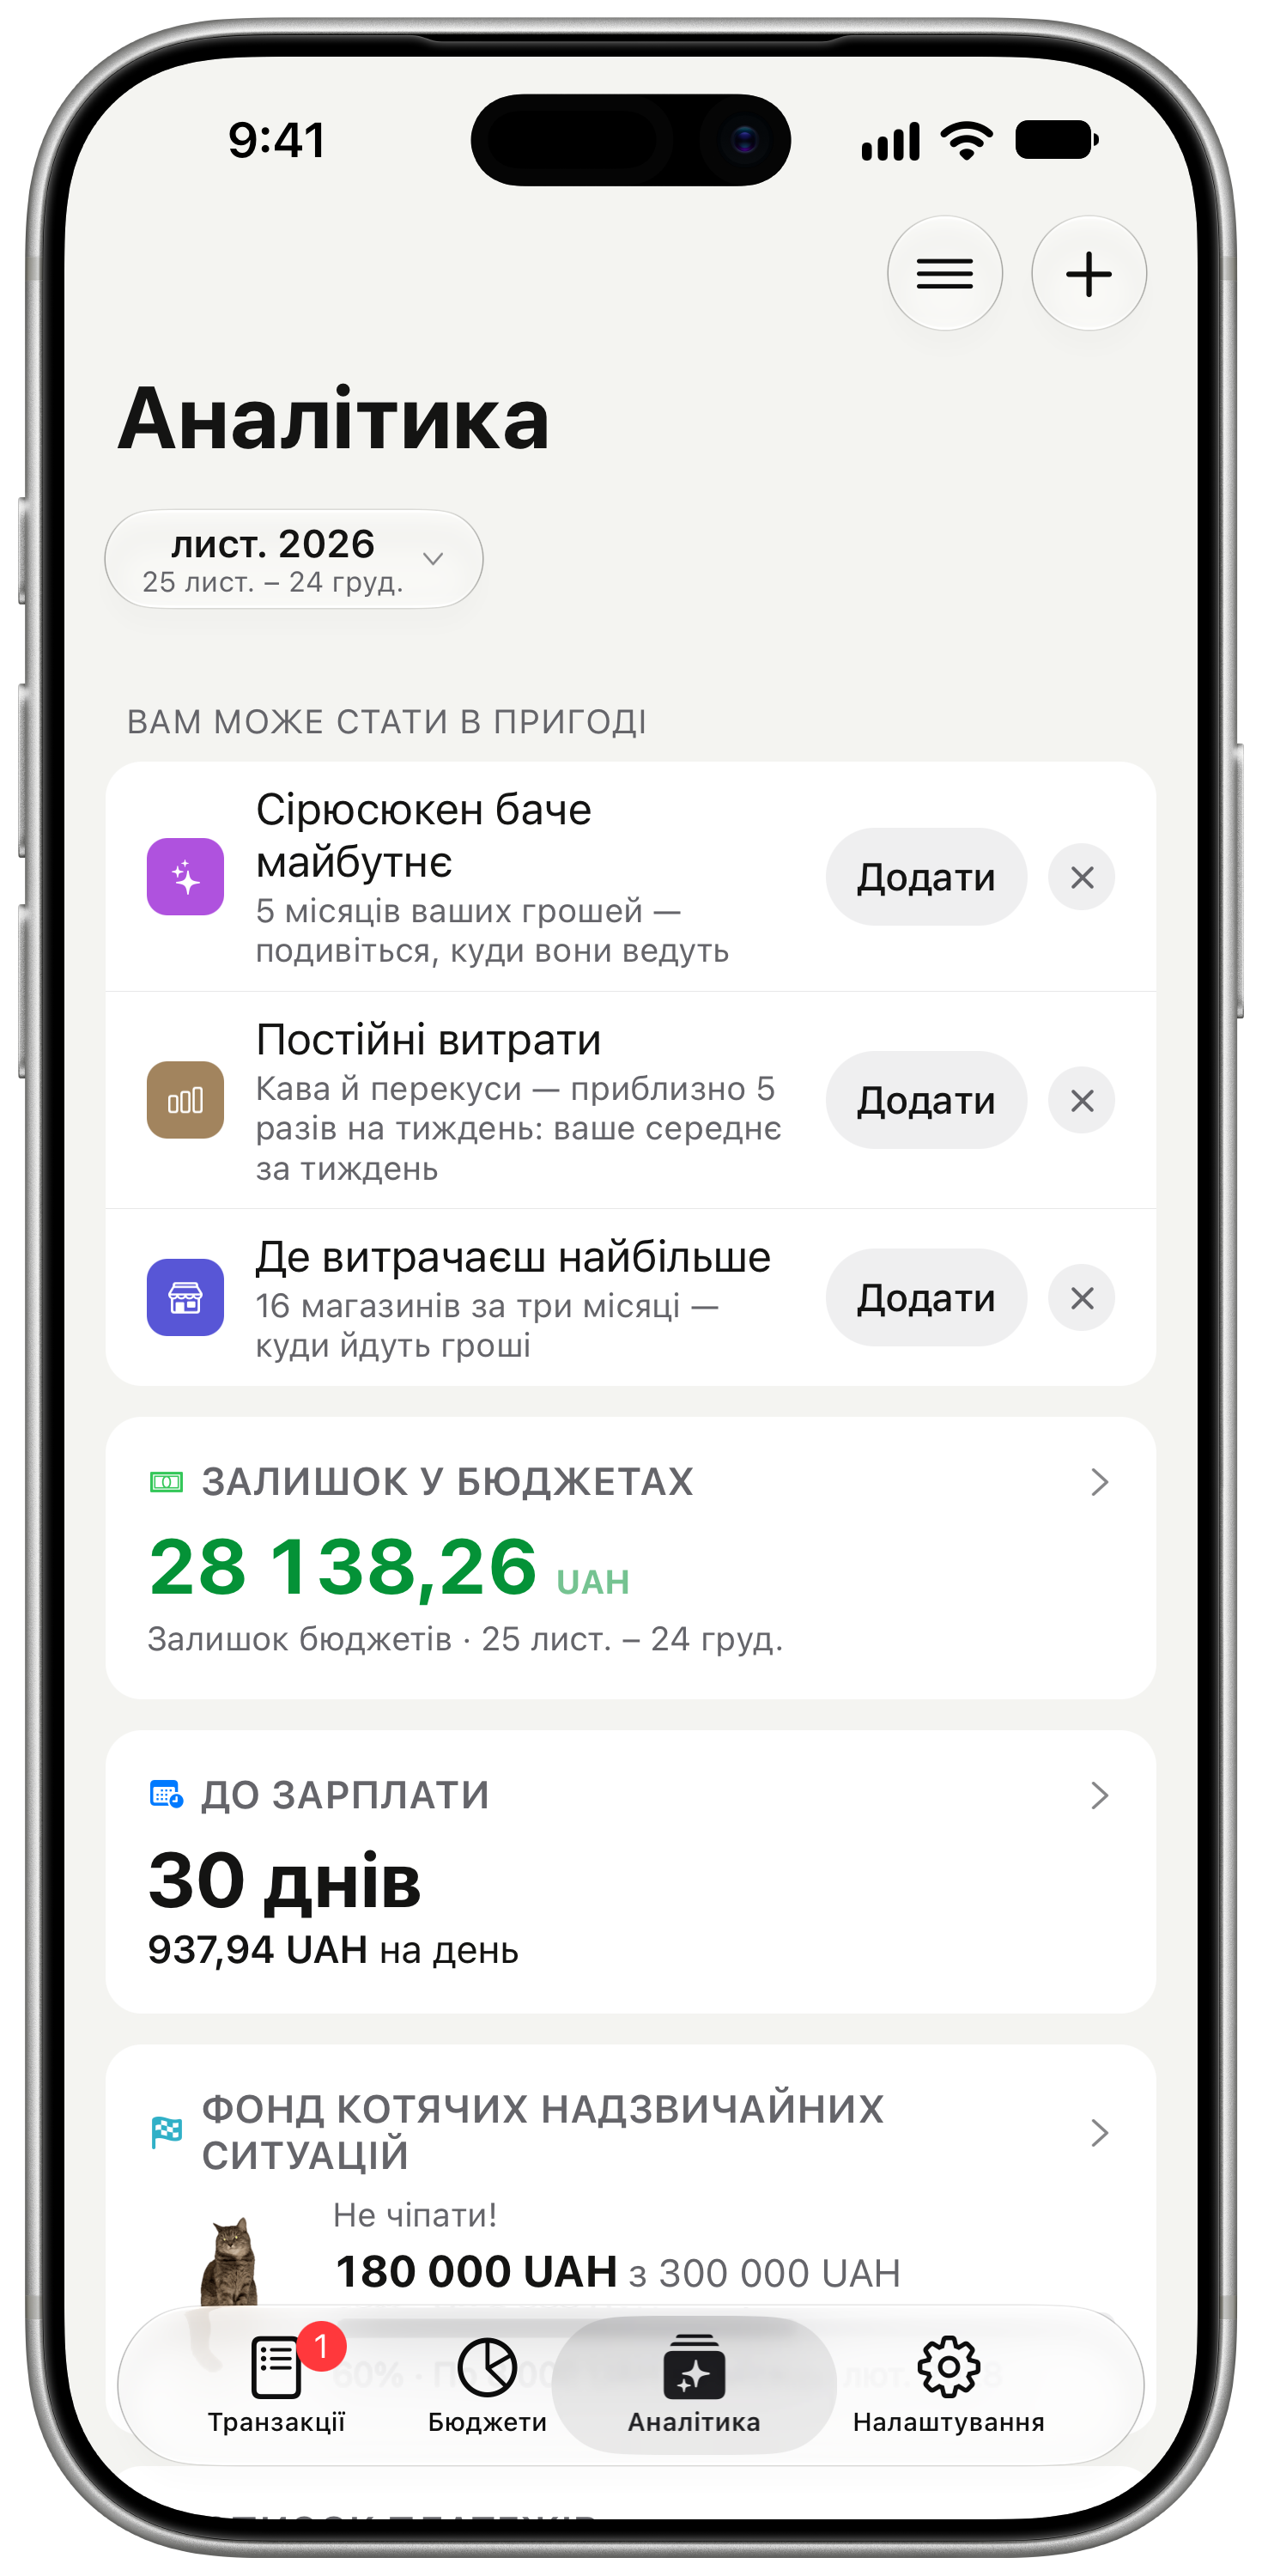 9:41
Аналітика
лист. 2026
25 лист. – 24 груд.
ВАМ МОЖЕ СТАТИ В ПРИГОДІ
Сірюсюкен баче
майбутнє
5 місяців ваших грошей —
подивіться, куди вони ведуть
Додати
Постійні витрати
Кава й перекуси — приблизно 5
разів на тиждень: ваше середнє
за тиждень
Додати
Де витрачаєш найбільше
16 магазинів за три місяці —
куди йдуть гроші
Додати
ЗАЛИШОК У БЮДЖЕТАХ
28 138,26 UAH
Залишок бюджетів · 25 лист. – 24 груд.
ДО ЗАРПЛАТИ
30 днів
937,94 UAH на день
ФОНД КОТЯЧИХ НАДЗВИЧАЙНИХ
СИТУАЦІЙ
Не чіпати!
180 000 UAH з 300 000 UAH
60% ·
1
Транзакції
Бюджети
Аналітика
Налаштування